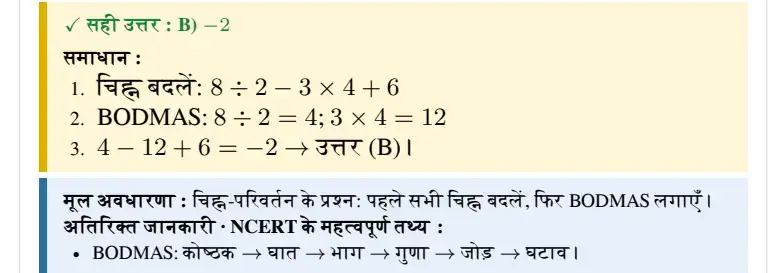 ✓ सही उत्तर : B) −2
समाधान :
1. चिह्न बदलें: 8 ÷ 2 − 3 × 4 + 6
2. BODMAS: 8 ÷ 2 = 4; 3 × 4 = 12
3. 4 − 12 + 6 = −2 → उत्तर (B)।
मूल अवधारणा : चिह्न-परिवर्तन के प्रश्न: पहले सभी चिह्न बदलें, फिर BODMAS लगाएँ।
अतिरिक्त जानकारी · NCERT के महत्वपूर्ण तथ्य :
• BODMAS: कोष्ठक → घात → भाग → गुणा → जोड़ → घटाव।